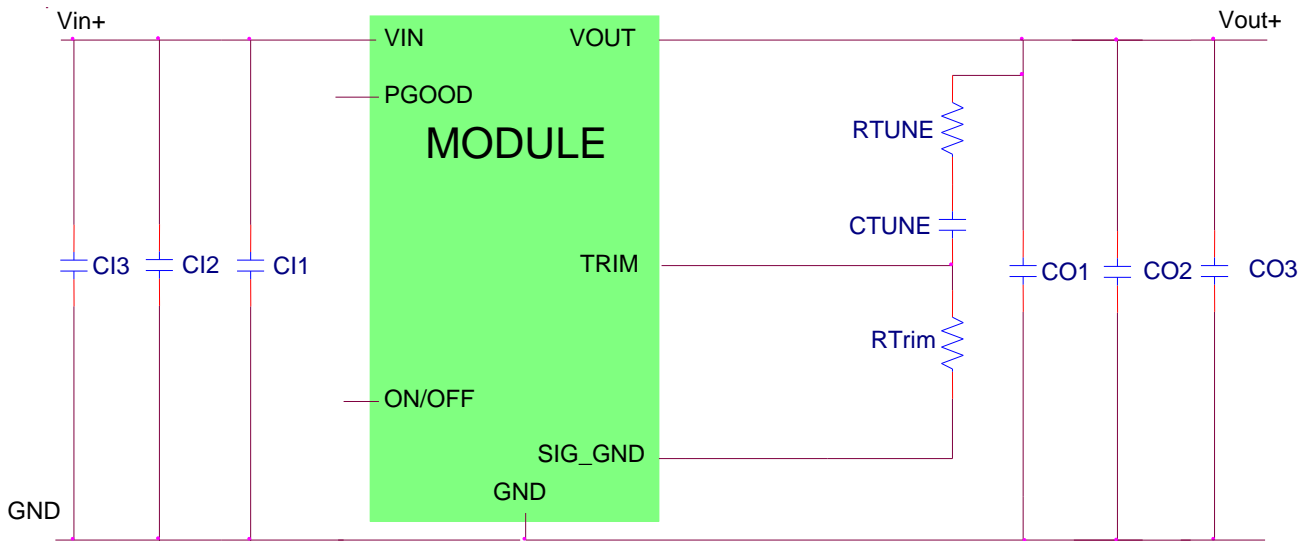 Vin+
Vout+
VIN
VOUT
PGOOD
MODULE
RTUNE
CTUNE
TRIM
CI3
CI2
CI1
CO1
CO2
CO3
RTrim
ON/OFF
SIG_GND
GND
GND